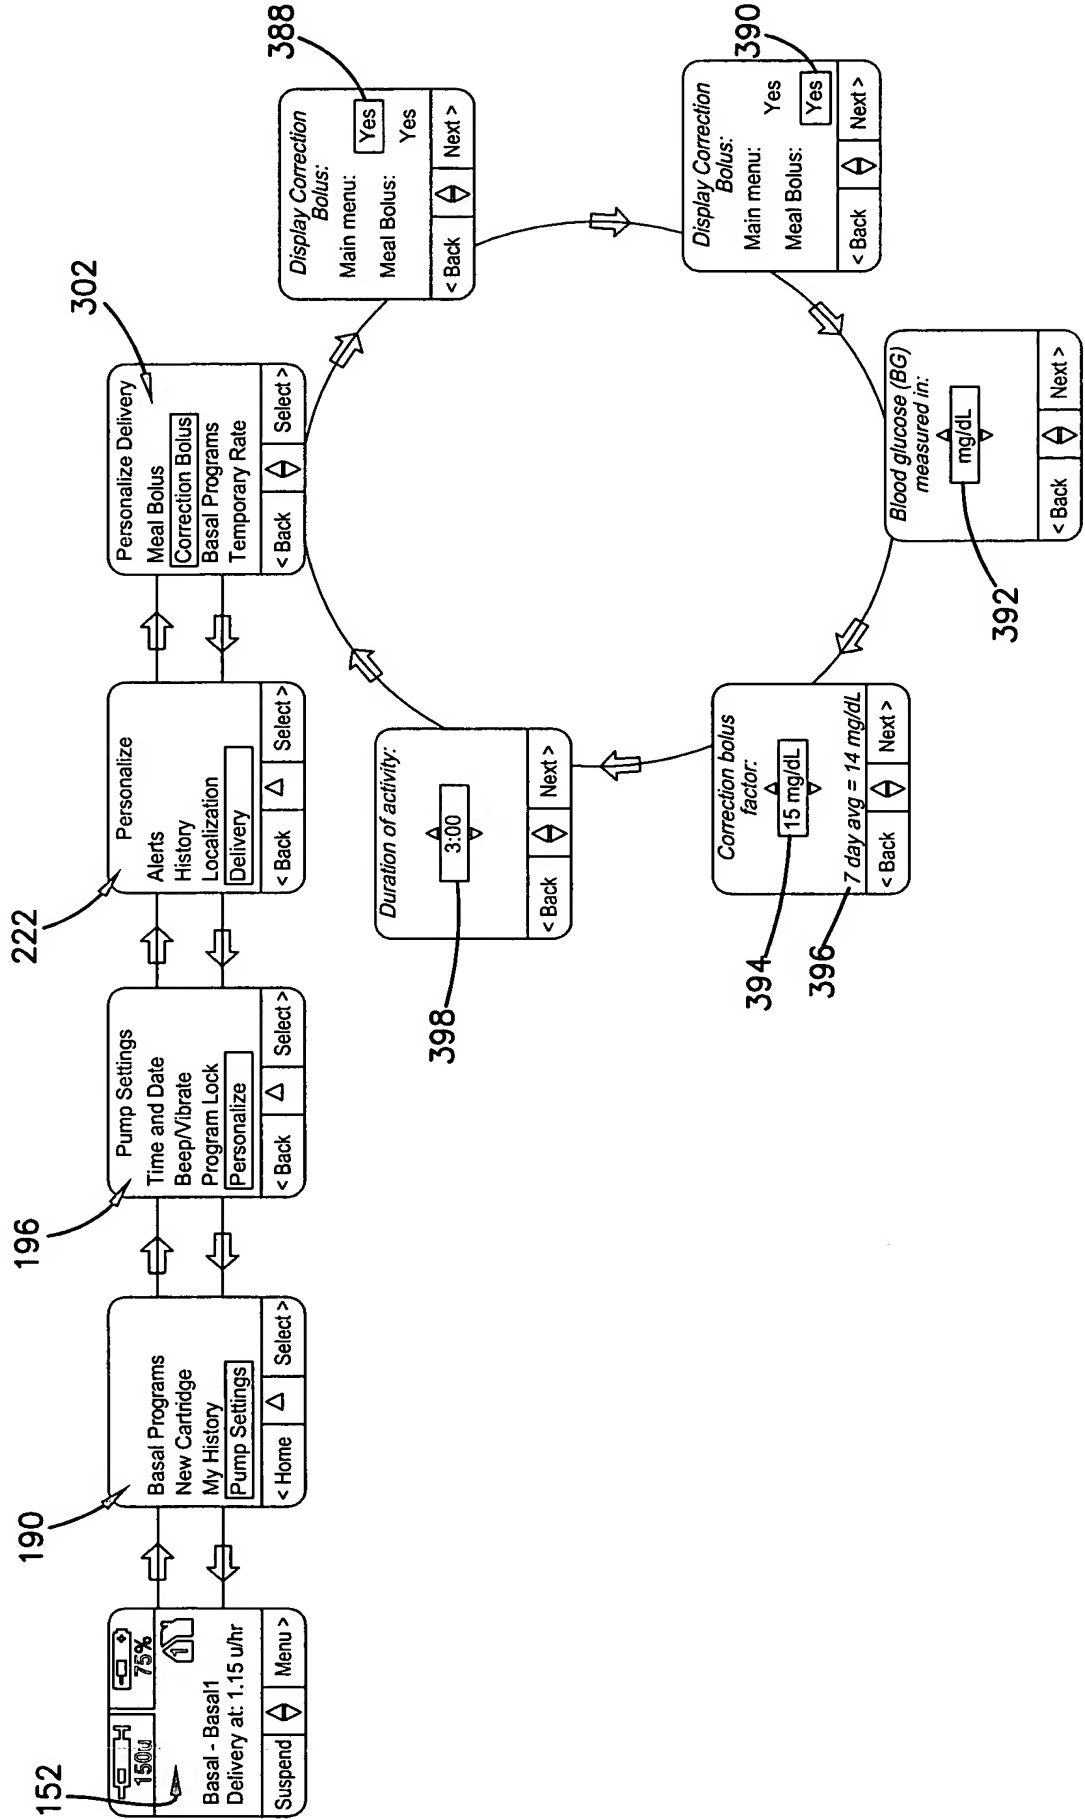 152
150u
75%
1
Basal - Basal1
Delivery at: 1.15 u/hr
Suspend
Menu >
190
Basal Programs
New Cartridge
My History
Pump Settings
< Home
Select >
196
Pump Settings
Time and Date
Beep/Vibrate
Program Lock
Personalize
< Back
Select >
222
Personalize
Alerts
History
Localization
Delivery
< Back
Select >
302
Personalize Delivery
Meal Bolus
Correction Bolus
Basal Programs
Temporary Rate
< Back
Select >
388
Display Correction
Bolus:
Main menu: Yes
Meal Bolus: Yes
< Back
Next >
390
Display Correction
Bolus:
Main menu: Yes
Meal Bolus: Yes
< Back
Next >
392
Blood glucose (BG)
measured in:
mg/dL
< Back
Next >
394
396
Correction bolus
factor:
15 mg/dL
7 day avg = 14 mg/dL
< Back
Next >
398
Duration of activity:
3:00
< Back
Next >